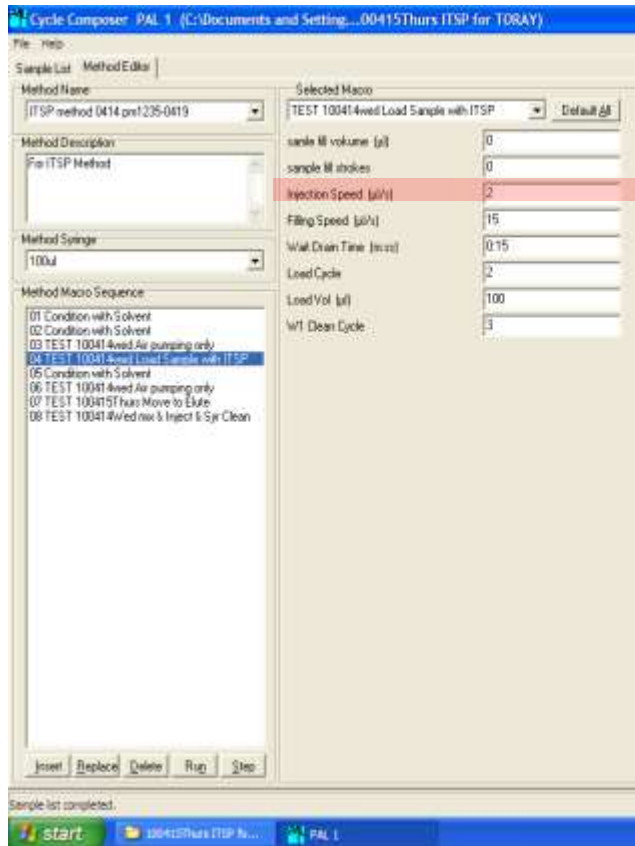 Cycle Composer PAL 1 (C:\Documents and Setting....00415Thurs ITSP for TORAY)
File Help
Sample List Method Editor
Method Name
ITSP method 0414 pm1235-0419
Method Description
For ITSP Method
Method Syringe
100ul
Method Macro Sequence
01 Condition with Solvent
02 Condition with Solvent
03 TEST 100414wed Air pumping only
04 TEST 100414wed Load Sample with ITSP
05 Condition with Solvent
06 TEST 100414wed Air pumping only
07 TEST 100415Thurs Move to Elute
08 TEST 100414Wed mix & Inject & Syr Clean
Insert Replace Delete Run Step
Selected Macro
TEST 100414wed Load Sample with ITSP Default All
samle fill vokume (µl) 0
sample fill strokes 0
Injection Speed (µl/s) 2
Filling Speed (µl/s) 15
Wait Drain Time (m:ss) 0:15
Load Cycle 2
Load Vol (µl) 100
W1 Clean Cycle 3
Sample list completed.
start 100415Thurs ITSP fo... PAL 1